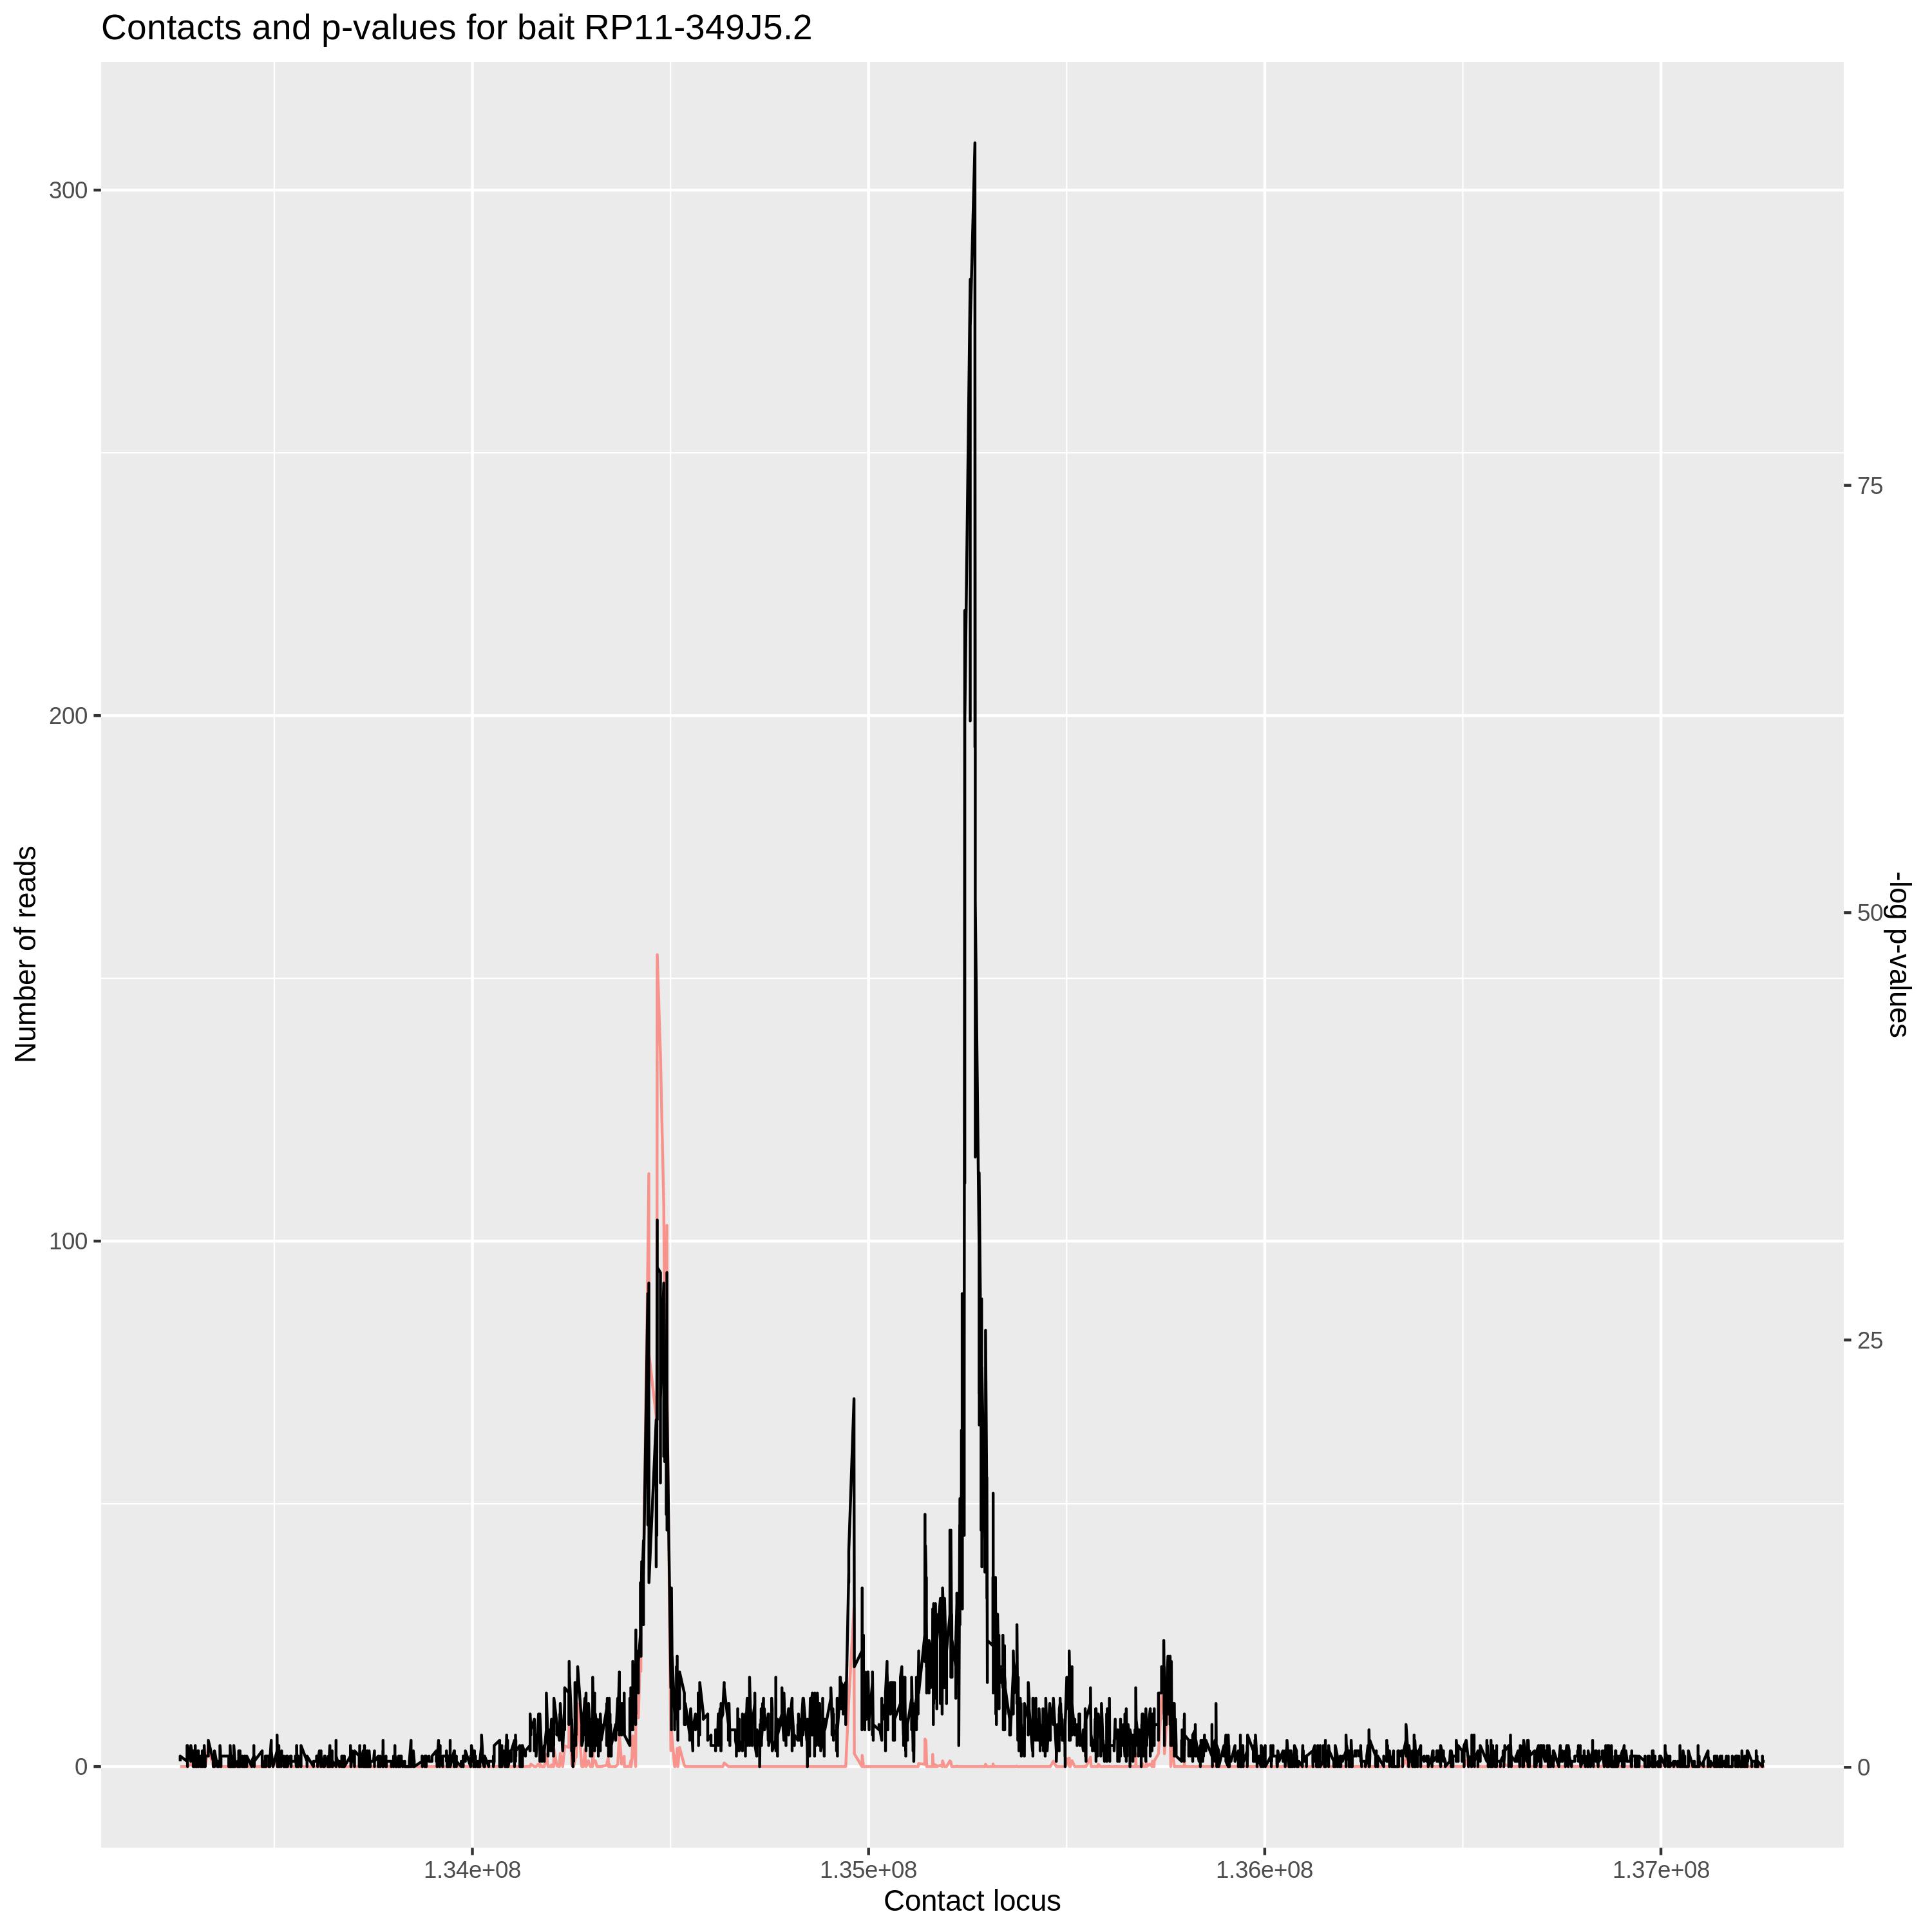 Contacts and p-values for bait RP11-349J5.2
300
200
100
0
Number of reads
75
50
25
0
-log p-values
1.34e+08
1.35e+08
1.36e+08
1.37e+08
Contact locus